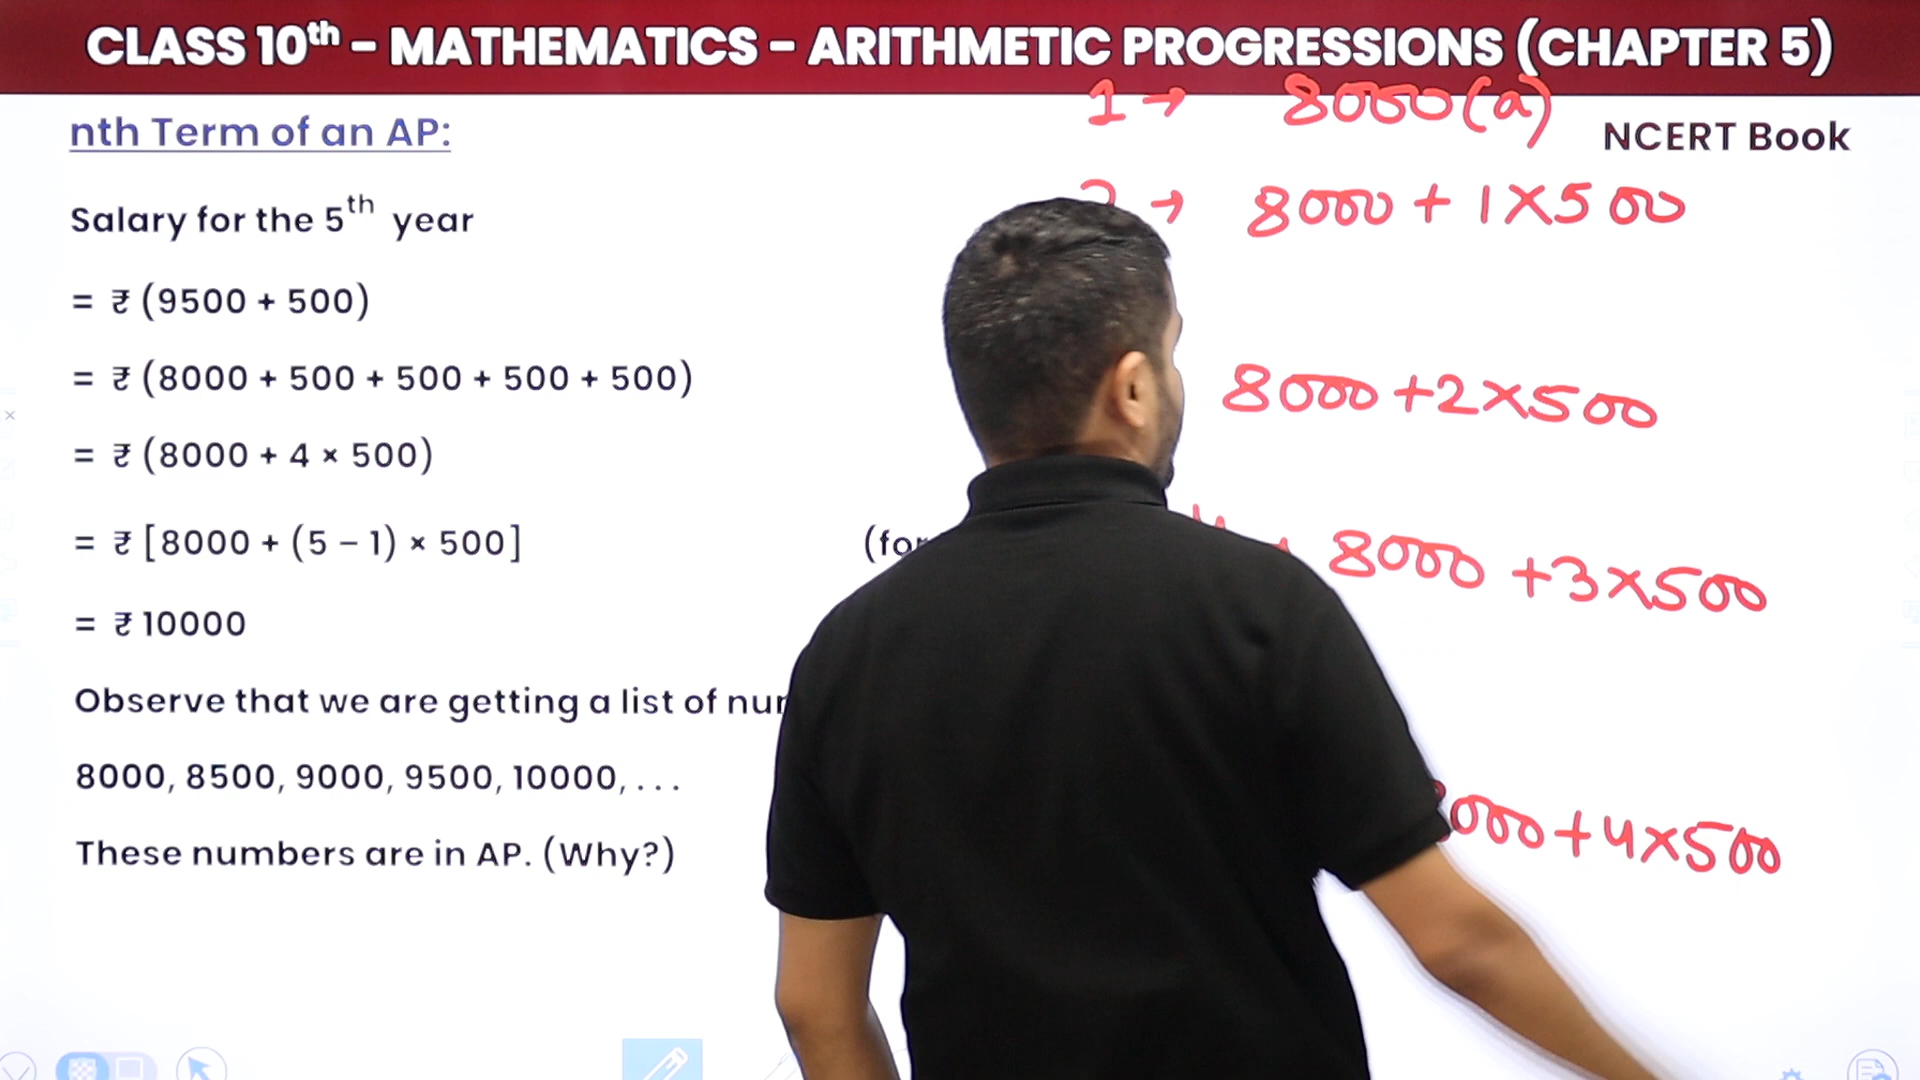 CLASS 10th – MATHEMATICS – ARITHMETIC PROGRESSIONS (CHAPTER 5)
nth Term of an AP:
NCERT Book
1 → 8000 (a)
→ 8000 + 1 × 500
Salary for the 5th year
= ₹ (9500 + 500)
= ₹ (8000 + 500 + 500 + 500 + 500)
8000 + 2 × 500
= ₹ (8000 + 4 × 500)
= ₹ [8000 + (5 – 1) × 500]
8000 + 3 × 500
= ₹ 10000
Observe that we are getting a list of
8000, 8500, 9000, 9500, 10000, . . .
000 + 4 × 500
These numbers are in AP. (Why?)